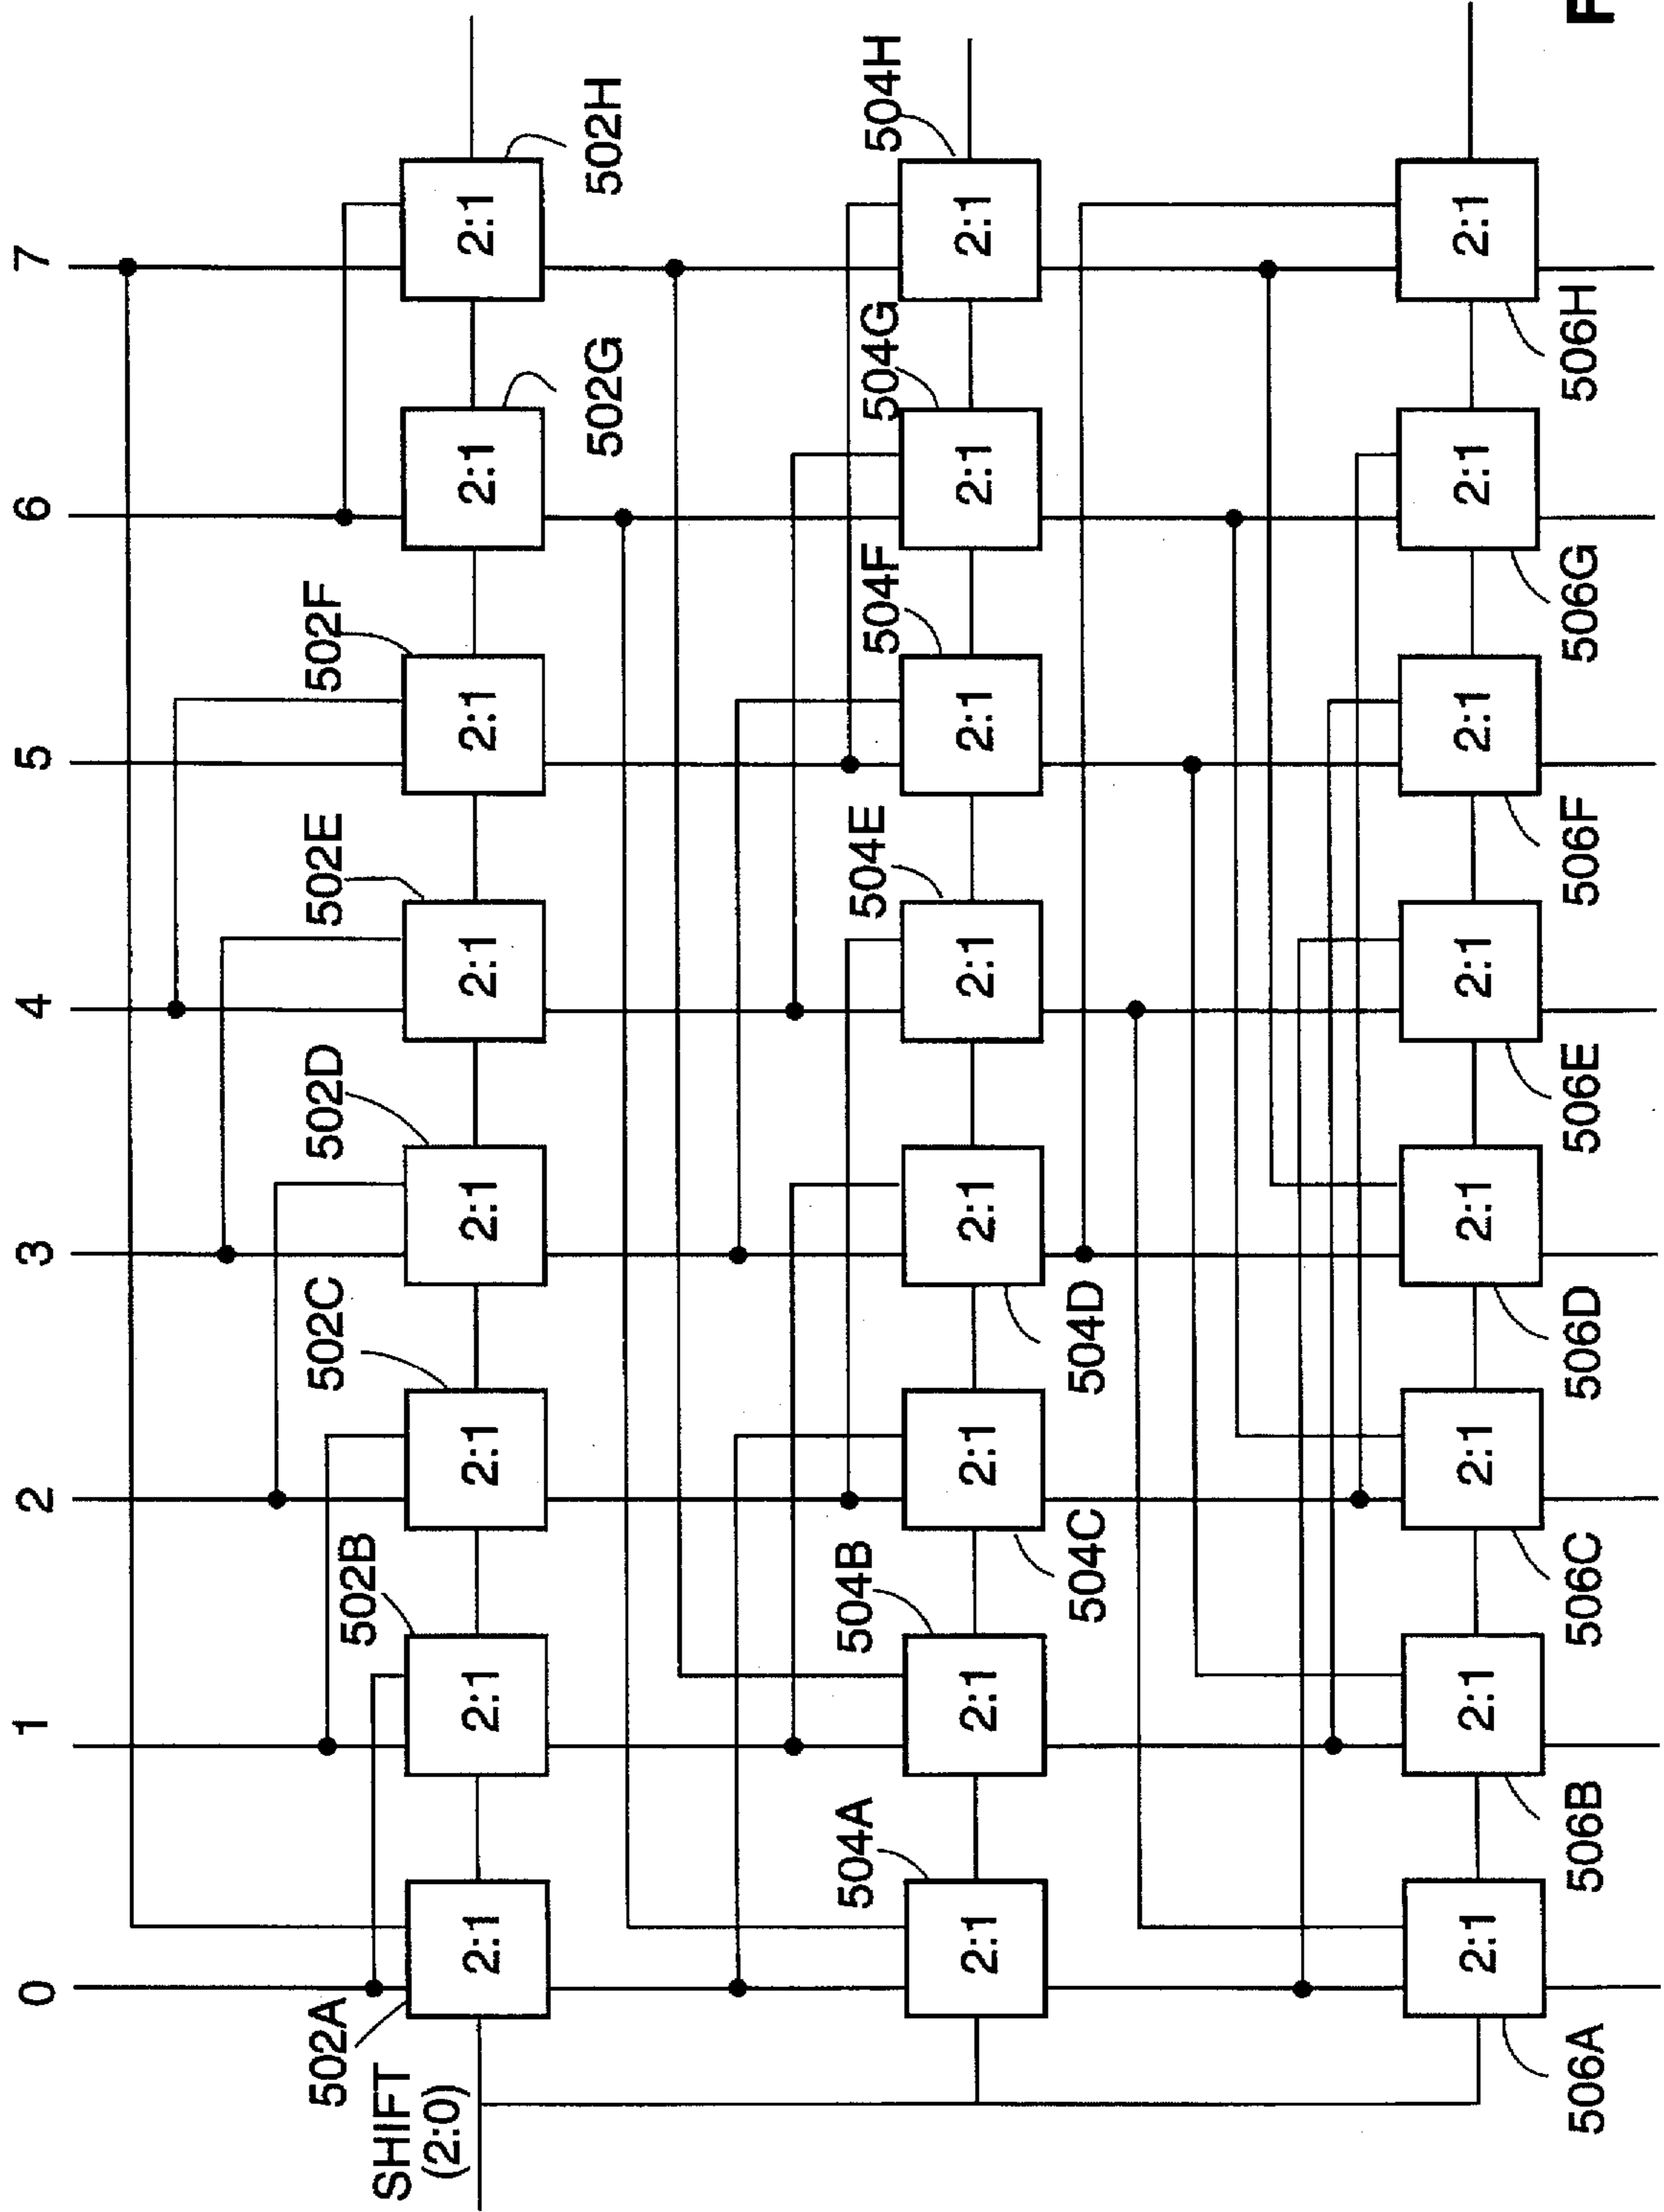 0 1 2 3 4 5 6 7
SHIFT
(2:0)
502A 502B 502C 502D 502E 502F 502G 502H
2:1 2:1 2:1 2:1 2:1 2:1 2:1 2:1
504A 504B 504C 504D 504E 504F 504G 504H
2:1 2:1 2:1 2:1 2:1 2:1 2:1 2:1
2:1 2:1 2:1 2:1 2:1 2:1 2:1 2:1
506A 506B 506C 506D 506E 506F 506G 506H